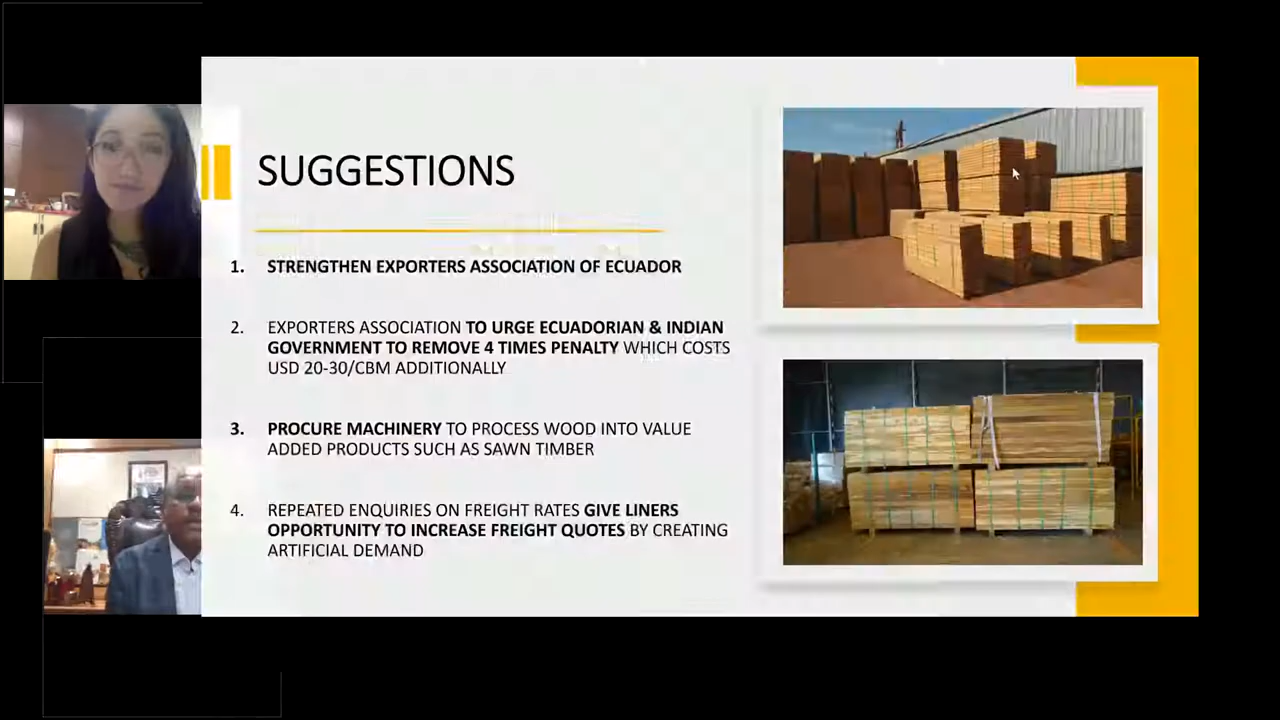 SUGGESTIONS
1. STRENGTHEN EXPORTERS ASSOCIATION OF ECUADOR
2. EXPORTERS ASSOCIATION TO URGE ECUADORIAN & INDIAN
GOVERNMENT TO REMOVE 4 TIMES PENALTY WHICH COSTS
USD 20-30/CBM ADDITIONALLY
3. PROCURE MACHINERY TO PROCESS WOOD INTO VALUE
ADDED PRODUCTS SUCH AS SAWN TIMBER
4. REPEATED ENQUIRIES ON FREIGHT RATES GIVE LINERS
OPPORTUNITY TO INCREASE FREIGHT QUOTES BY CREATING
ARTIFICIAL DEMAND